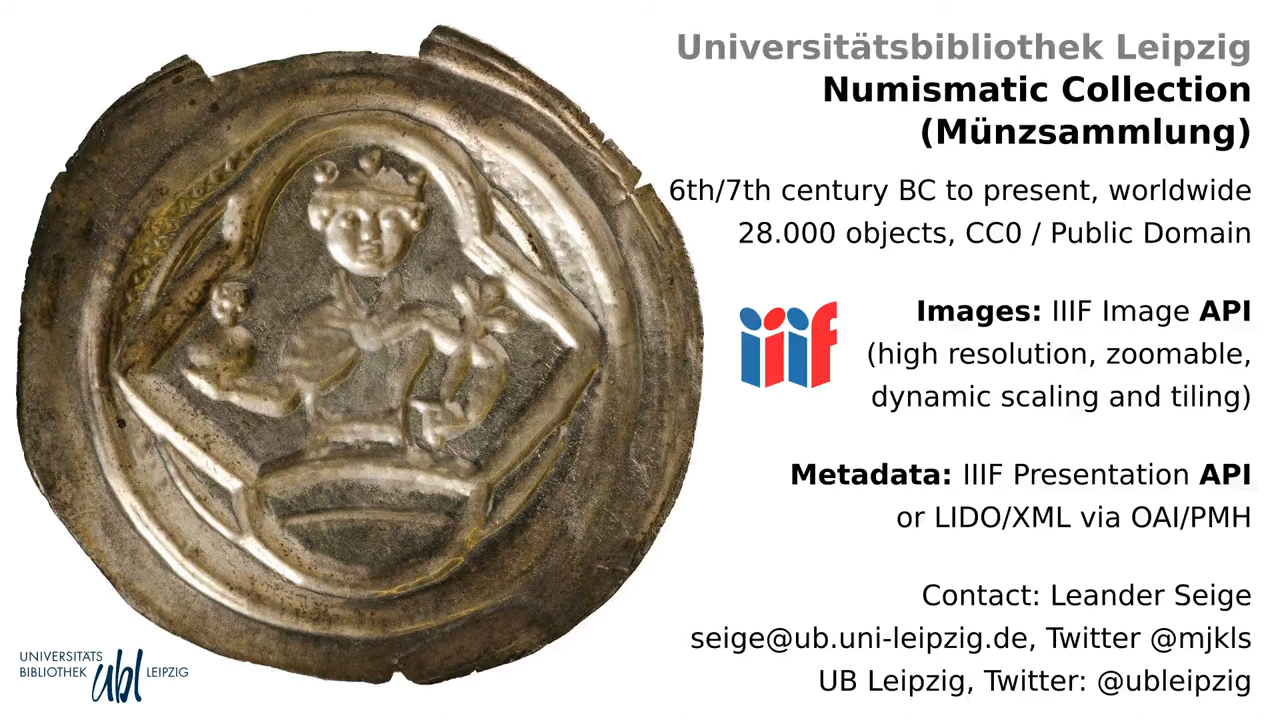 Universitätsbibliothek Leipzig
Numismatic Collection
(Münzsammlung)
6th/7th century BC to present, worldwide
28.000 objects, CC0 / Public Domain
iiif
Images: IIIF Image API
(high resolution, zoomable,
dynamic scaling and tiling)
Metadata: IIIF Presentation API
or LIDO/XML via OAI/PMH
Contact: Leander Seige
seige@ub.uni-leipzig.de, Twitter @mjkls
UB Leipzig, Twitter: @ubleipzig
UNIVERSITÄTS
BIBLIOTHEK ubl LEIPZIG